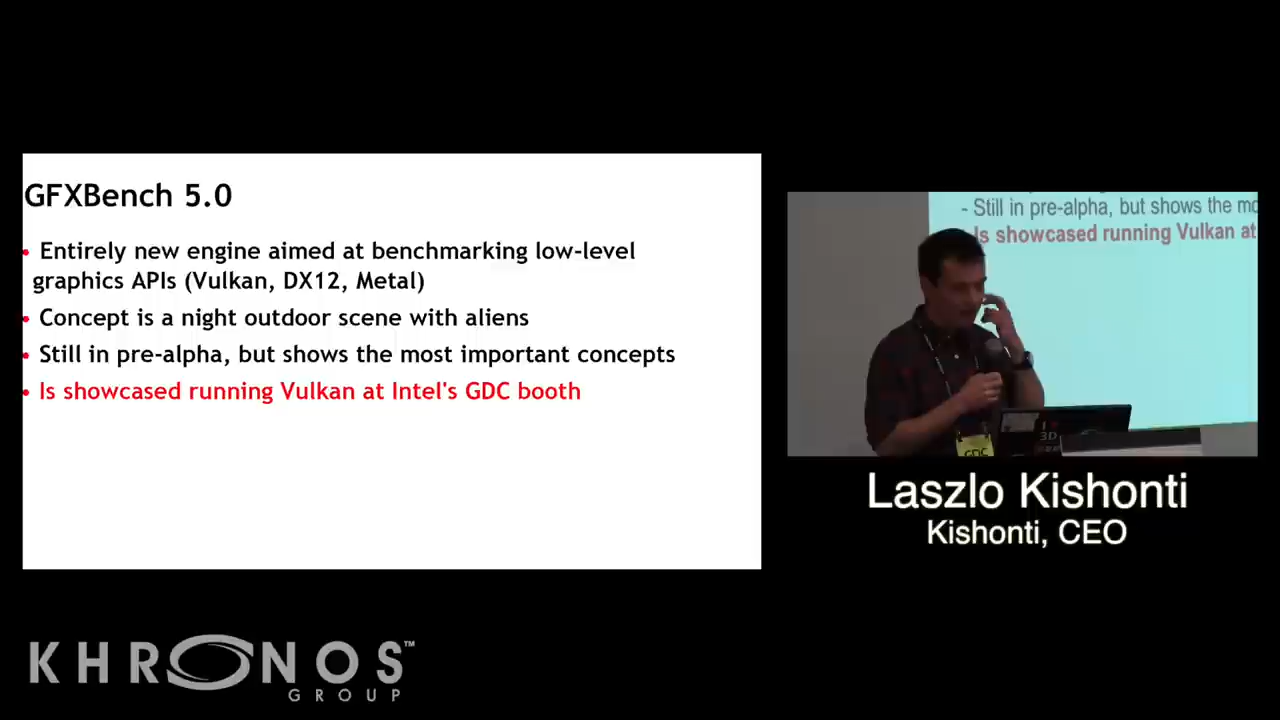 GFXBench 5.0
• Entirely new engine aimed at benchmarking low-level
graphics APIs (Vulkan, DX12, Metal)
• Concept is a night outdoor scene with aliens
• Still in pre-alpha, but shows the most important concepts
• Is showcased running Vulkan at Intel's GDC booth
- Still in pre-alpha, but shows the mo
Is showcased running Vulkan at
3D
GDC
Laszlo Kishonti
Kishonti, CEO
KHRONOS™
GROUP